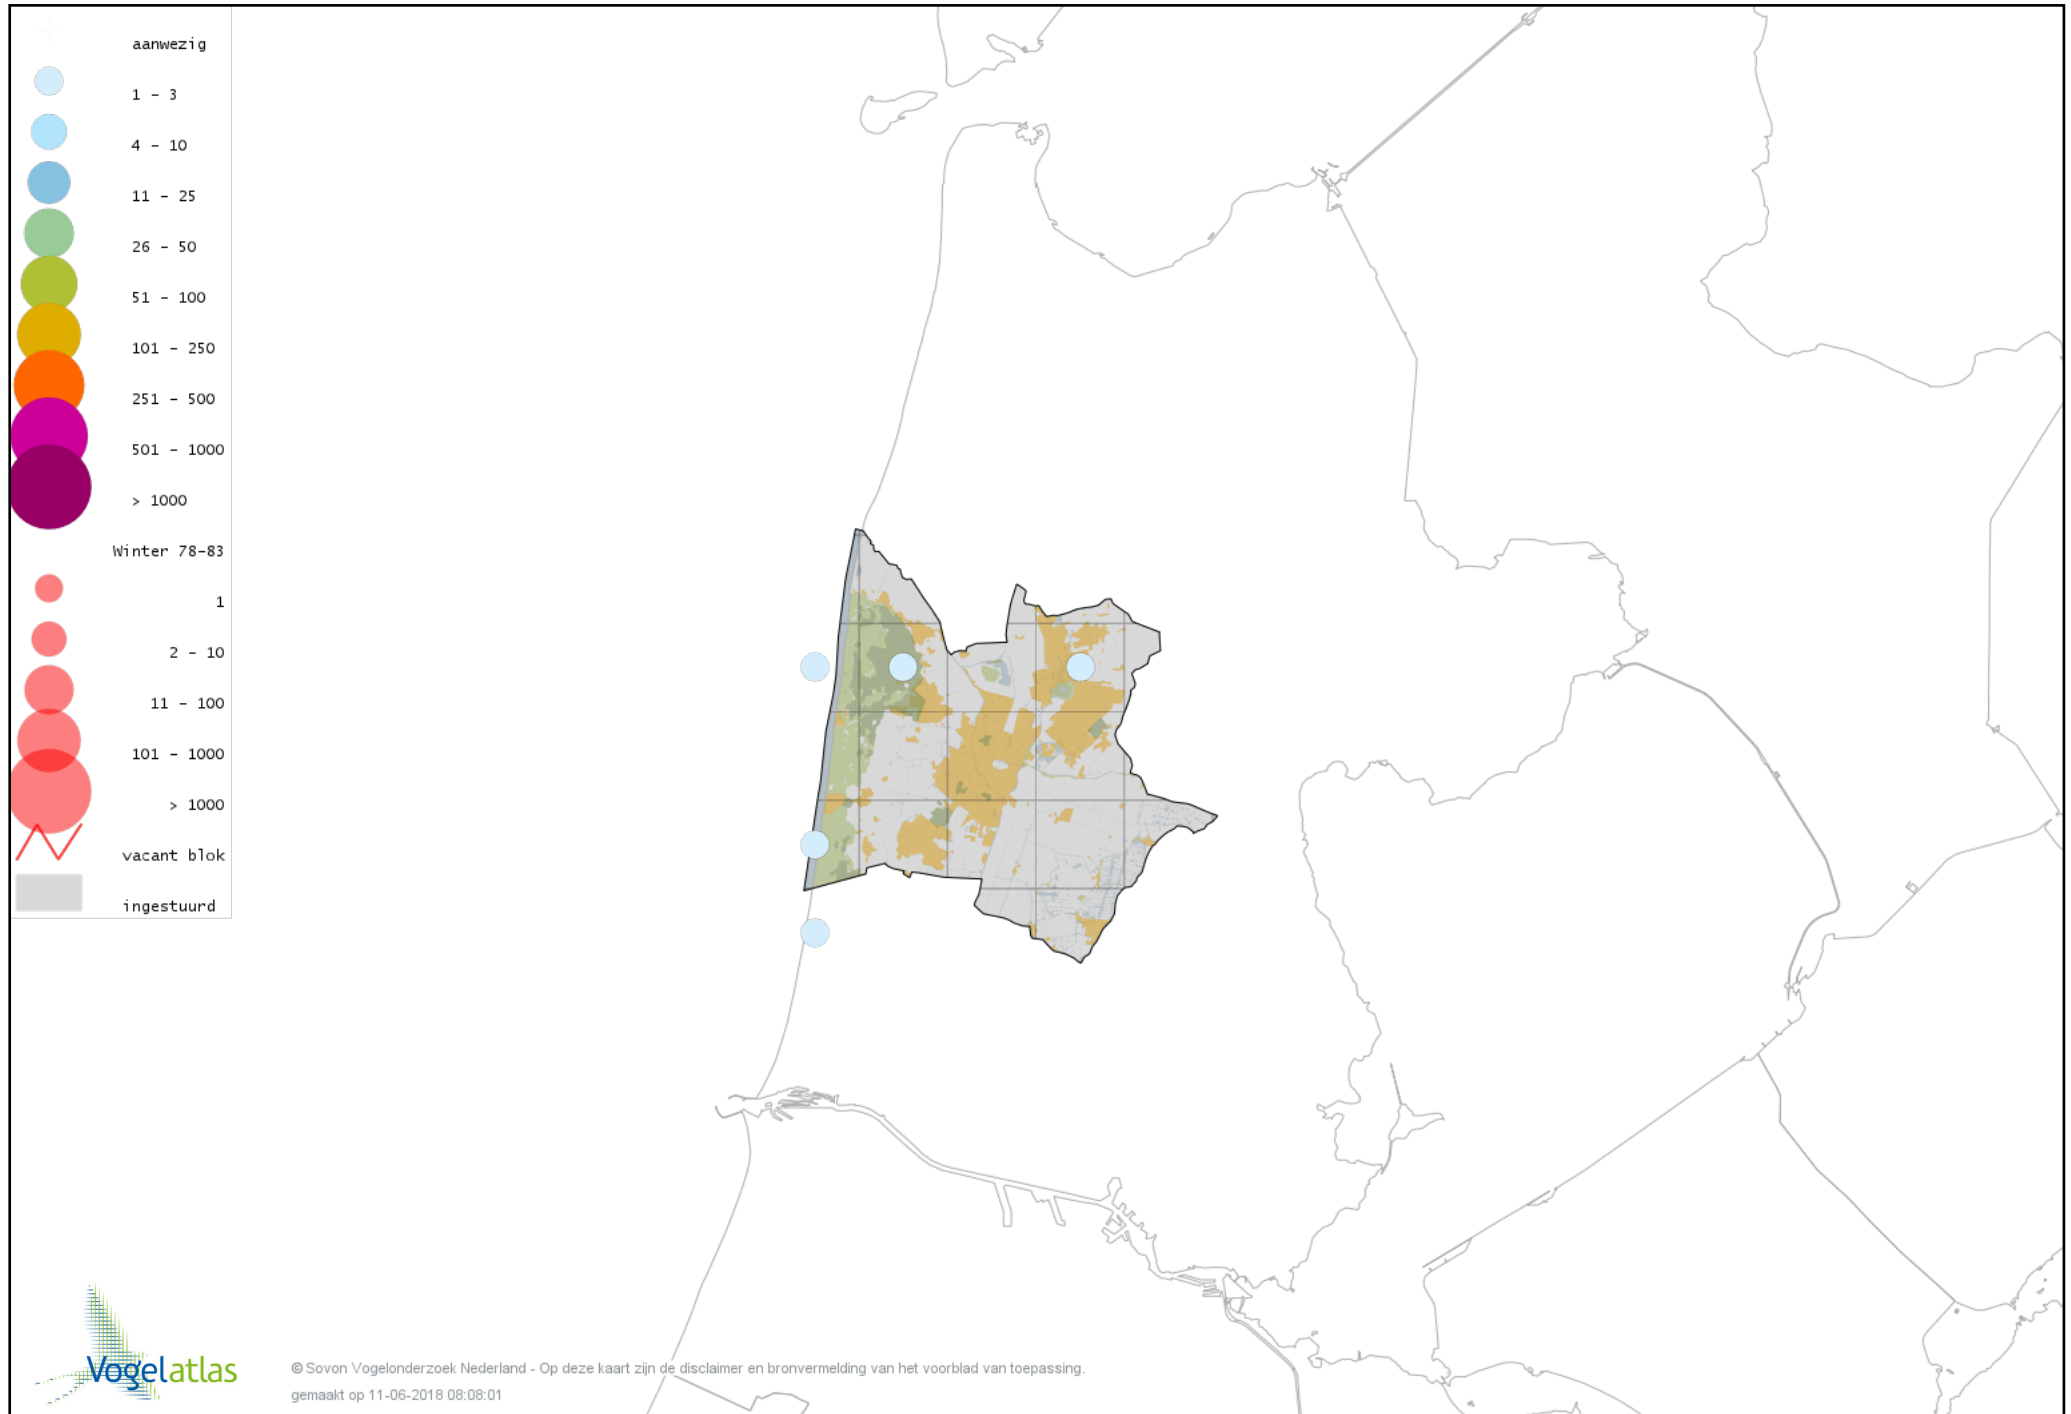 aanwezig
1 - 3
4 - 10
11 - 25
26 - 50
51 - 100
101 - 250
251 - 500
501 - 1000
> 1000
Winter 78-83
1
2 - 10
11 - 100
101 - 1000
> 1000
vacant blok
ingestuurd
Vogelatlas
© Sovon Vogelonderzoek Nederland - Op deze kaart zijn de disclaimer en bronvermelding van het voorblad van toepassing.
gemaakt op 11-06-2018 08:08:01